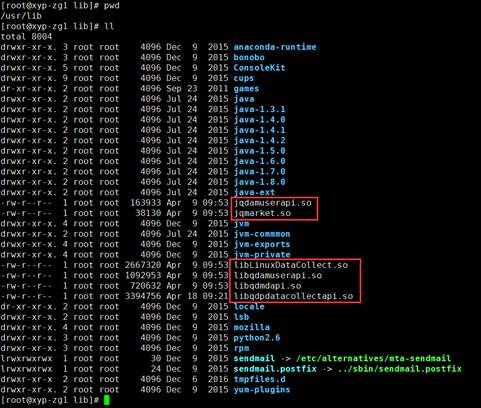 [root@xyp-zg1 lib]# pwd
/usr/lib
[root@xyp-zg1 lib]# ll
total 8004
drwxr-xr-x. 3 root root 4096 Dec 9 2015 anaconda-runtime
drwxr-xr-x. 3 root root 4096 Dec 9 2015 bonobo
drwxr-xr-x. 5 root root 4096 Dec 9 2015 ConsoleKit
drwxr-xr-x. 9 root root 4096 Dec 9 2015 cups
dr-xr-xr-x. 2 root root 4096 Sep 23 2011 games
drwxr-xr-x. 2 root root 4096 Jul 24 2015 java
drwxr-xr-x. 2 root root 4096 Jul 24 2015 java-1.3.1
drwxr-xr-x. 2 root root 4096 Jul 24 2015 java-1.4.0
drwxr-xr-x. 2 root root 4096 Jul 24 2015 java-1.4.1
drwxr-xr-x. 2 root root 4096 Jul 24 2015 java-1.4.2
drwxr-xr-x. 2 root root 4096 Jul 24 2015 java-1.5.0
drwxr-xr-x. 2 root root 4096 Jul 24 2015 java-1.6.0
drwxr-xr-x. 2 root root 4096 Jul 24 2015 java-1.7.0
drwxr-xr-x. 2 root root 4096 Jul 24 2015 java-1.8.0
drwxr-xr-x. 2 root root 4096 Jul 24 2015 java-ext
-rw-r--r-- 1 root root 163933 Apr 9 09:53 jqdamuserapi.so
-rw-r--r-- 1 root root 38130 Apr 9 09:53 jqmarket.so
drwxr-xr-x. 4 root root 4096 Dec 9 2015 jvm
drwxr-xr-x. 2 root root 4096 Jul 24 2015 jvm-commmon
drwxr-xr-x. 4 root root 4096 Dec 9 2015 jvm-exports
drwxr-xr-x. 4 root root 4096 Dec 9 2015 jvm-private
-rw-r--r-- 1 root root 2667320 Apr 9 09:53 libLinuxDataCollect.so
-rw-r--r-- 1 root root 1092953 Apr 9 09:53 libqdamuserapi.so
-rw-r--r-- 1 root root 720632 Apr 9 09:53 libqdmdapi.so
-rw-r--r-- 1 root root 3394756 Apr 18 09:21 libqdpdatacollectapi.so
drwxr-xr-x. 2 root root 4096 Dec 9 2015 locale
drwxr-xr-x. 2 root root 4096 Dec 9 2015 lsb
drwxr-xr-x. 4 root root 4096 Dec 9 2015 mozilla
drwxr-xr-x. 3 root root 4096 Dec 9 2015 python2.6
drwxr-xr-x. 3 root root 4096 Dec 9 2015 rpm
lrwxrwxrwx 1 root root 30 Dec 9 2015 sendmail -> /etc/alternatives/mta-sendmail
lrwxrwxrwx. 1 root root 24 Dec 9 2015 sendmail.postfix -> ../sbin/sendmail.postfix
drwxr-xr-x 2 root root 4096 Dec 6 2016 tmpfiles.d
drwxr-xr-x. 2 root root 4096 Dec 9 2015 yum-plugins
[root@xyp-zg1 lib]#